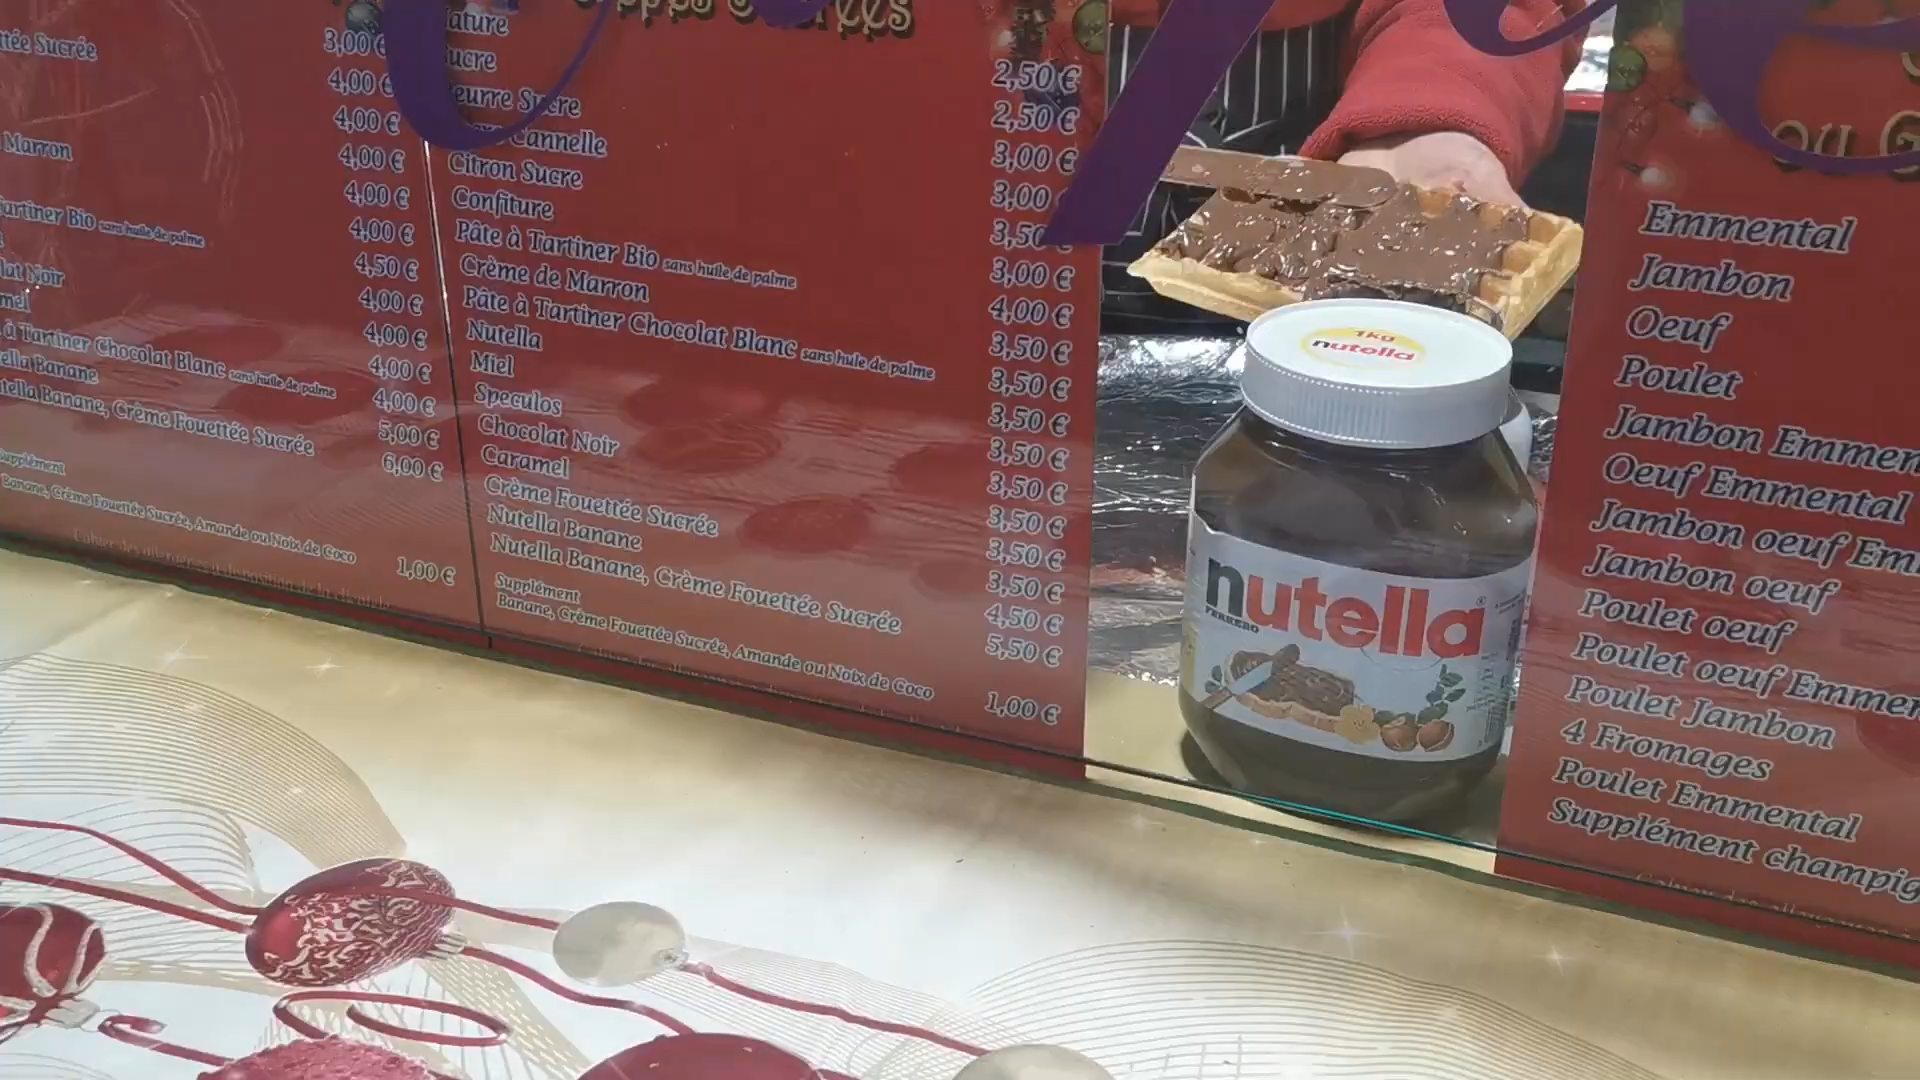 ttée Sucrée
3,00 €
4,00 €
4,00 €
Marron
4,00 €
4,00 €
artiner Bio sans huile de palme
4,00 €
4,50 €
lat Noir
4,00 €
mel
4,00 €
à Tartiner Chocolat Blanc sans huile de palme
4,00 €
ella Banane
4,00 €
tella Banane, Crème Fouettée Sucrée
5,00 €
6,00 €
Supplément
Banane, Crème Fouettée Sucrée, Amande ou Noix de Coco
1,00 €
ature
ucre
2,50 €
eurre Sucre
2,50 €
Cannelle
3,00 €
Citron Sucre
3,00
Confiture
3,50 €
Pâte à Tartiner Bio sans huile de palme
3,00 €
Crème de Marron
4,00 €
Pâte à Tartiner Chocolat Blanc sans hule de palme
3,50 €
Nutella
3,50 €
Miel
3,50 €
Speculos
3,50 €
Chocolat Noir
3,50 €
Caramel
3,50 €
Crème Fouettée Sucrée
3,50 €
Nutella Banane
3,50 €
Nutella Banane, Crème Fouettée Sucrée
4,50 €
5,50 €
Supplément
Banane, Crème Fouettée Sucrée, Amande ou Noix de Coco
1,00 €
1kg
nutella
nutella
FERRERO
ou G
Emmental
Jambon
Oeuf
Poulet
Jambon Emmen
Oeuf Emmental
Jambon oeuf Em
Jambon oeuf
Poulet oeuf
Poulet oeuf Emmen
Poulet Jambon
4 Fromages
Poulet Emmental
Supplément champig